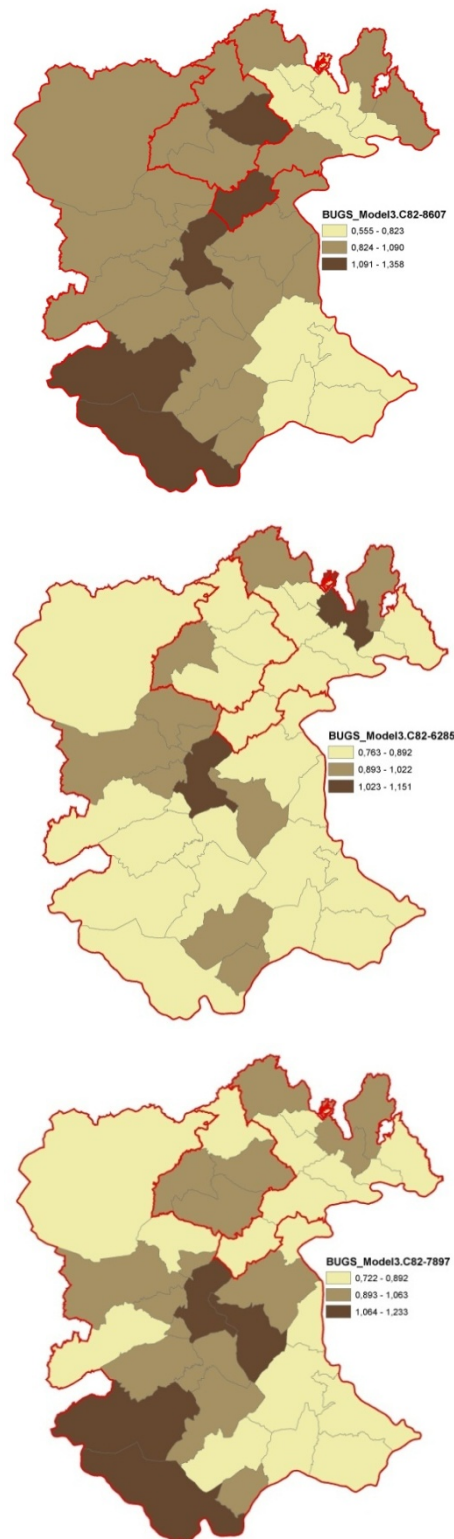 BUGS_Model3.C82-8607
0,555 - 0,823
0,824 - 1,090
1,091 - 1,358
BUGS_Model3.C82-6285
0,763 - 0,892
0,893 - 1,022
1,023 - 1,151
BUGS_Model3.C82-7897
0,722 - 0,892
0,893 - 1,063
1,064 - 1,233